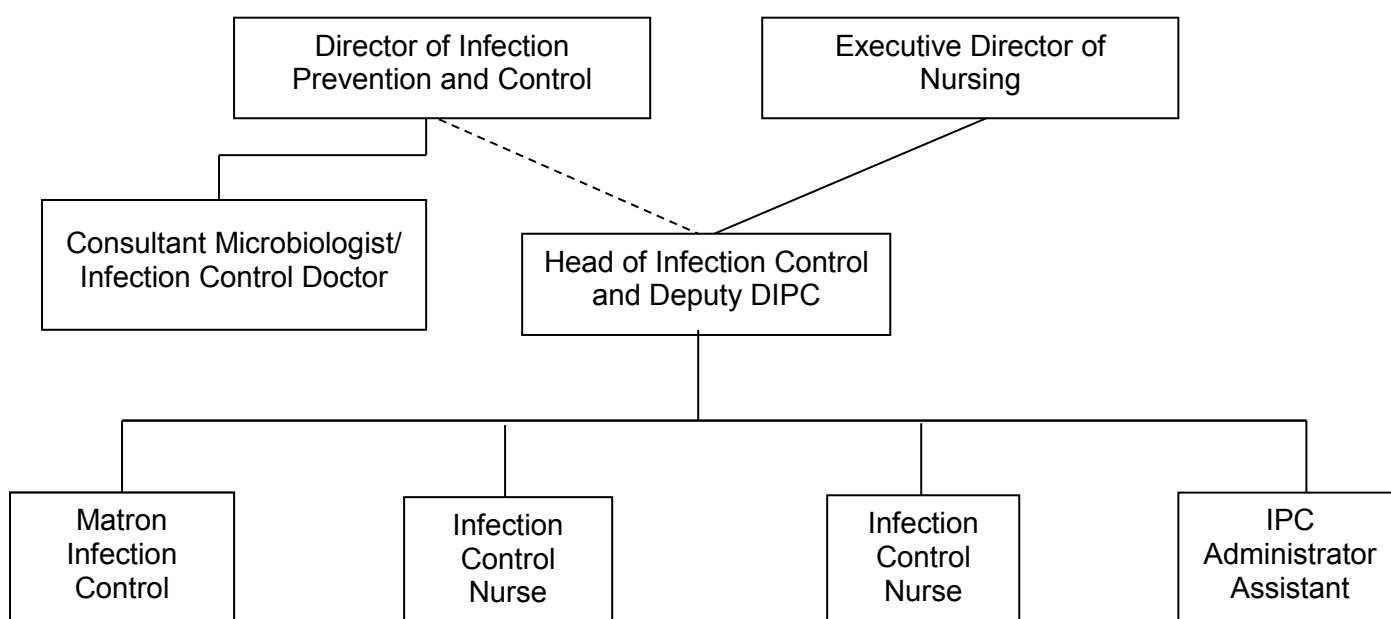 Director of Infection
Prevention and Control
Executive Director of
Nursing
Consultant Microbiologist/
Infection Control Doctor
Head of Infection Control
and Deputy DIPC
Matron
Infection
Control
Infection
Control
Nurse
Infection
Control
Nurse
IPC
Administrator
Assistant